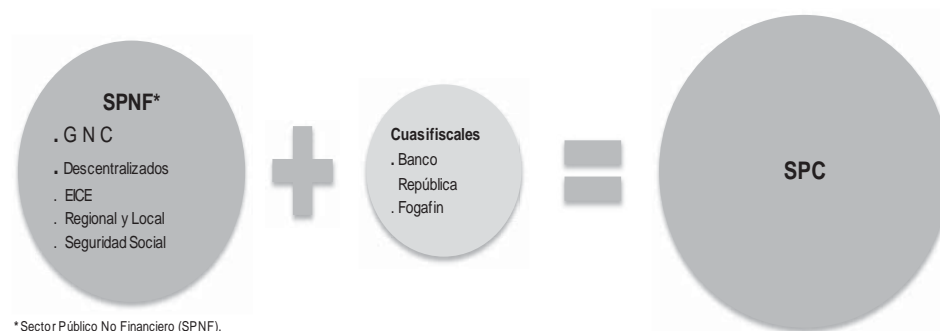 SPNF*
. G N C
. Descentralizados
. EICE
. Regional y Local
. Seguridad Social
Cuasifiscales
. Banco
República
. Fogafin
SPC
* Sector Público No Financiero (SPNF).